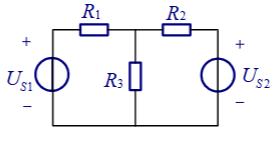 R1 R2
+ +
US1 R3 US2
− −